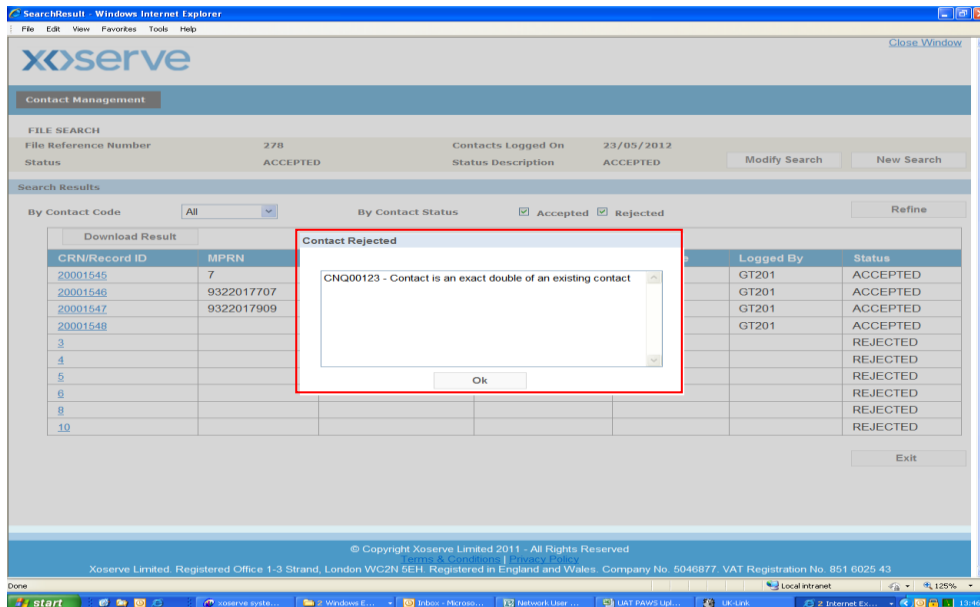 SearchResult - Windows Internet Explorer
File Edit View Favorites Tools Help
Close Window
xoserve
Contact Management
FILE SEARCH
File Reference Number 278 Contacts Logged On 23/05/2012
Status ACCEPTED Status Description ACCEPTED Modify Search New Search
Search Results
By Contact Code All By Contact Status Accepted Rejected Refine
Download Result
Contact Rejected
CRN/Record ID MPRN Logged By Status
CNQ00123 - Contact is an exact double of an existing contact
20001545 7 GT201 ACCEPTED
20001546 9322017707 GT201 ACCEPTED
20001547 9322017909 GT201 ACCEPTED
20001548 GT201 ACCEPTED
3 REJECTED
4 REJECTED
5 REJECTED
Ok
6 REJECTED
8 REJECTED
10 REJECTED
Exit
© Copyright Xoserve Limited 2011 - All Rights Reserved
Terms & Conditions | Privacy Policy
Xoserve Limited. Registered Office 1-3 Strand, London WC2N 5EH. Registered in England and Wales. Company No. 5046877. VAT Registration No. 851 6025 43
Done Local intranet 125%
start xoserve syste... 2 Windows E... Inbox - Microso... Network User ... UAT PAWS Upl... UK-Link 2 Internet Ex...